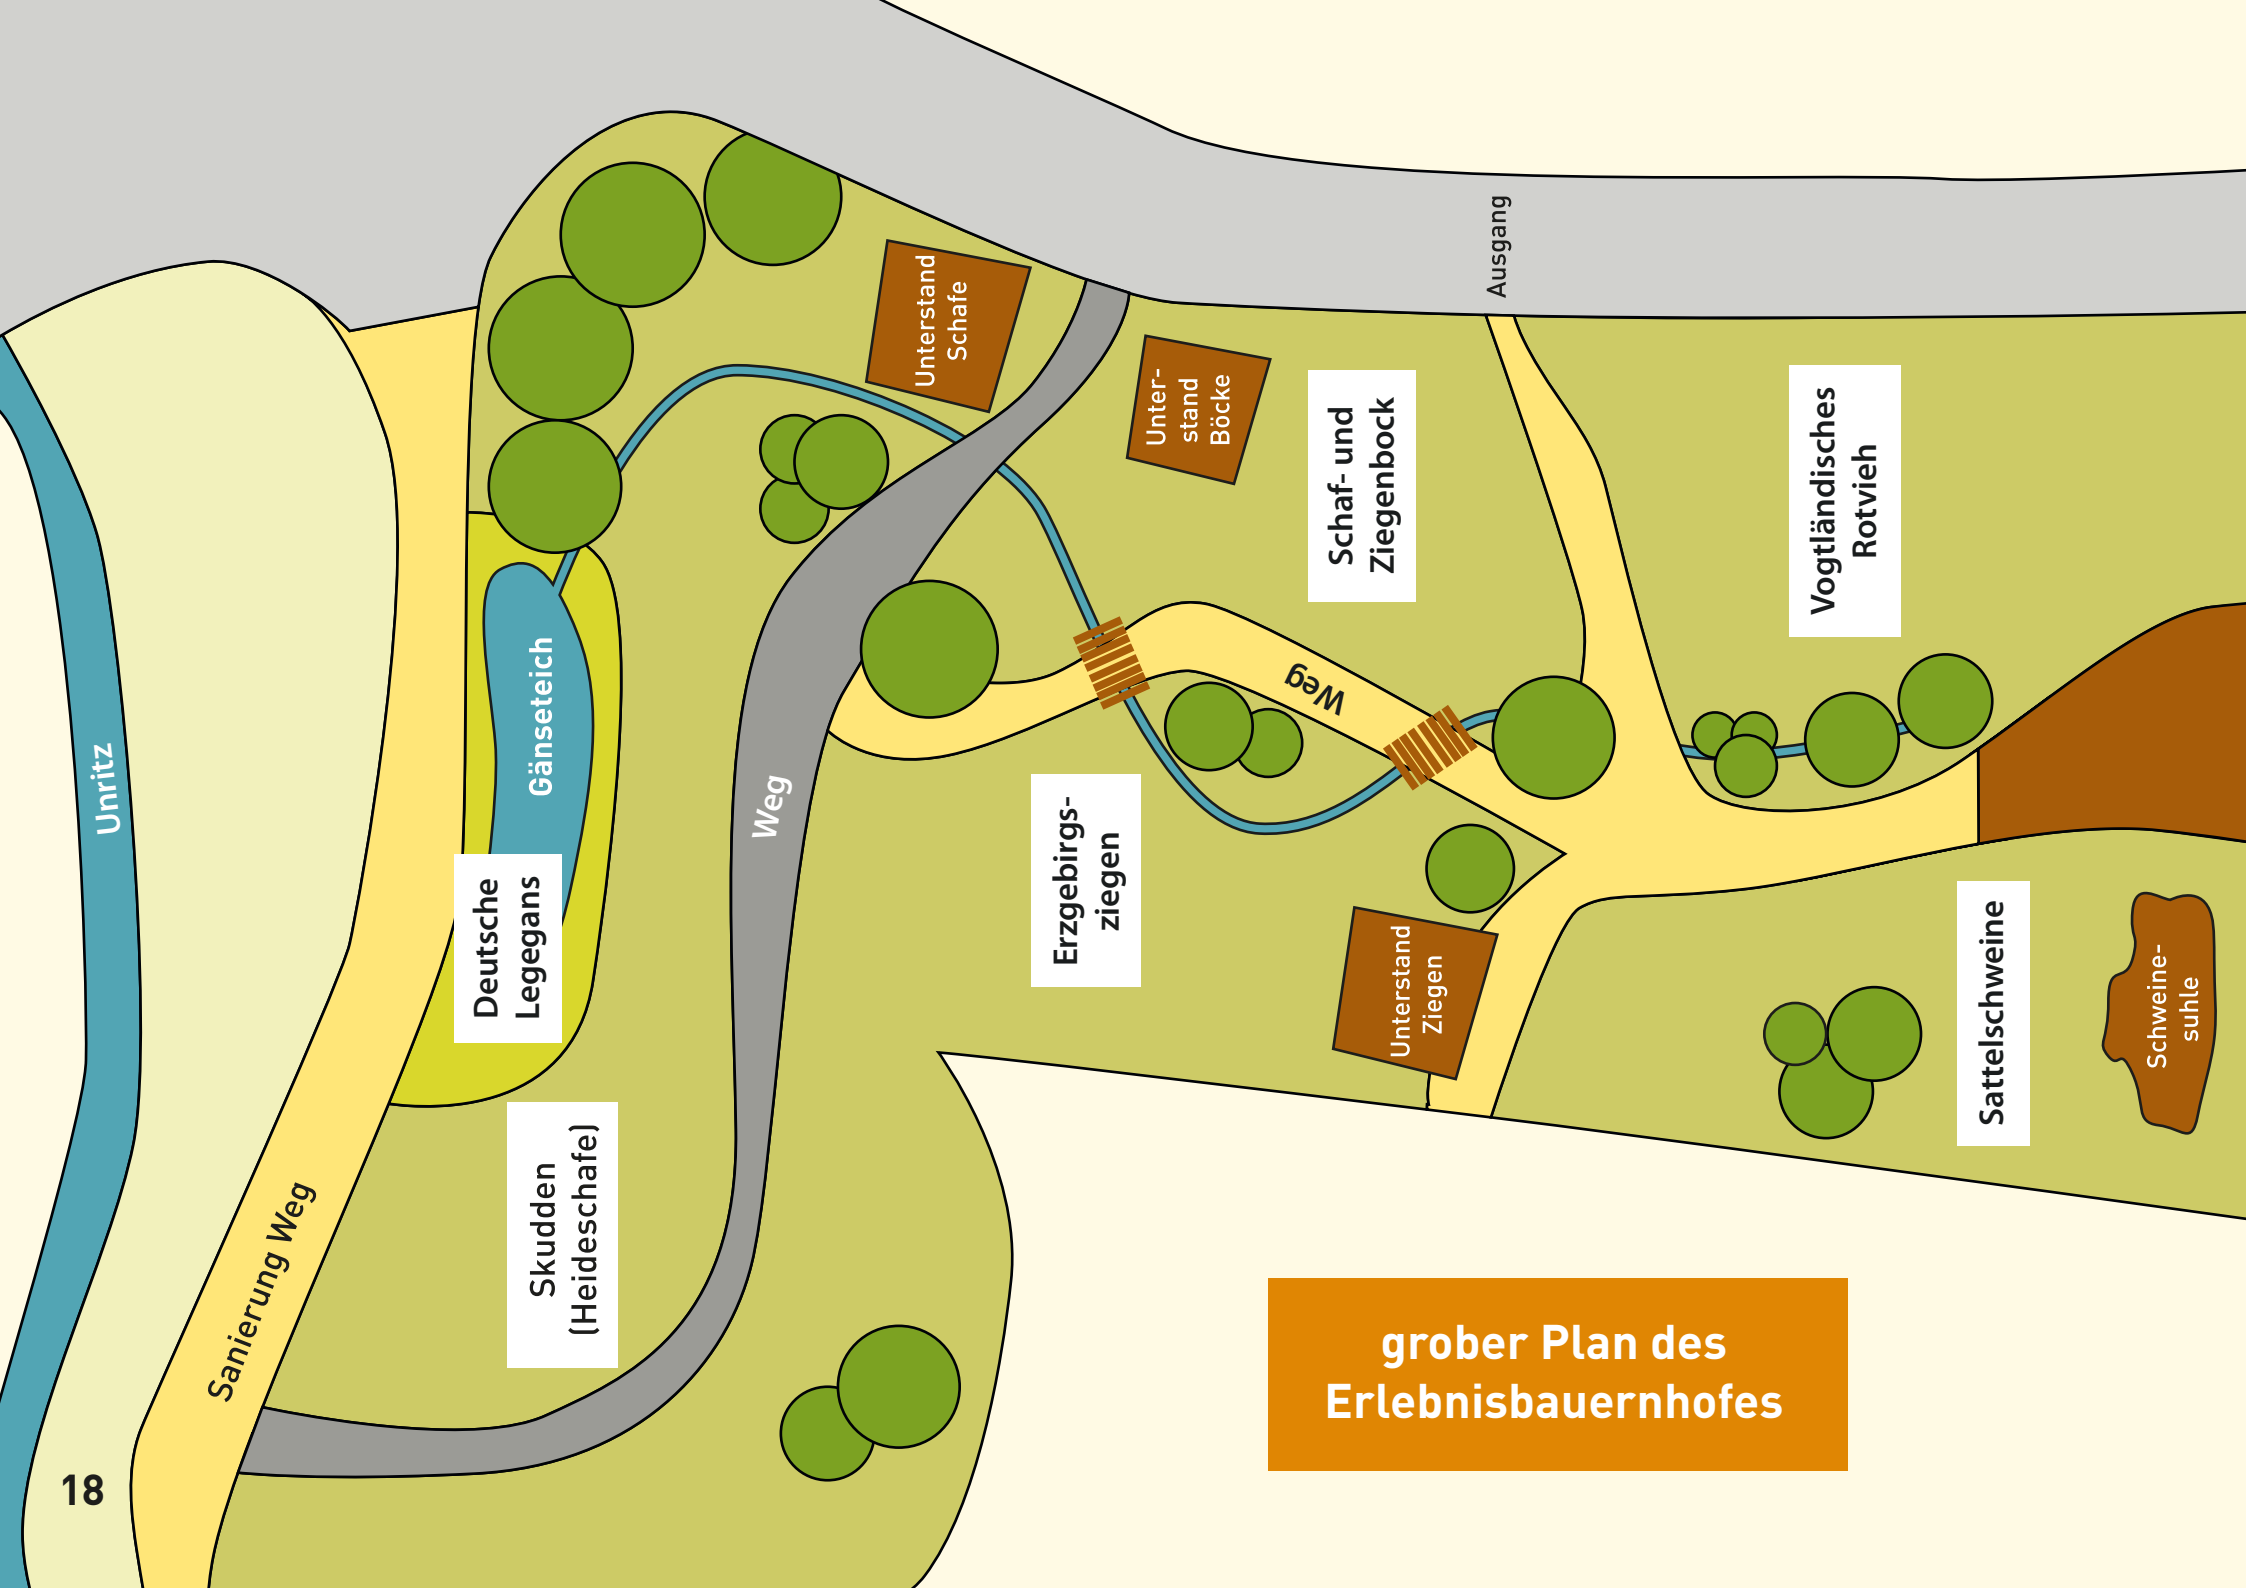 Unterstand
Schafe
Ausgang
Unter-
stand
Böcke
Schaf- und
Ziegenbock
Vogtländisches
Rotvieh
Unritz
Gänseteich
Weg
Weg
Deutsche
Legegans
Erzgebirgs-
ziegen
Unterstand
Ziegen
Sattelschweine
Schweine-
suhle
Sanierung Weg
Skudden
(Heideschafe)
grober Plan des
Erlebnisbauernhofes
18